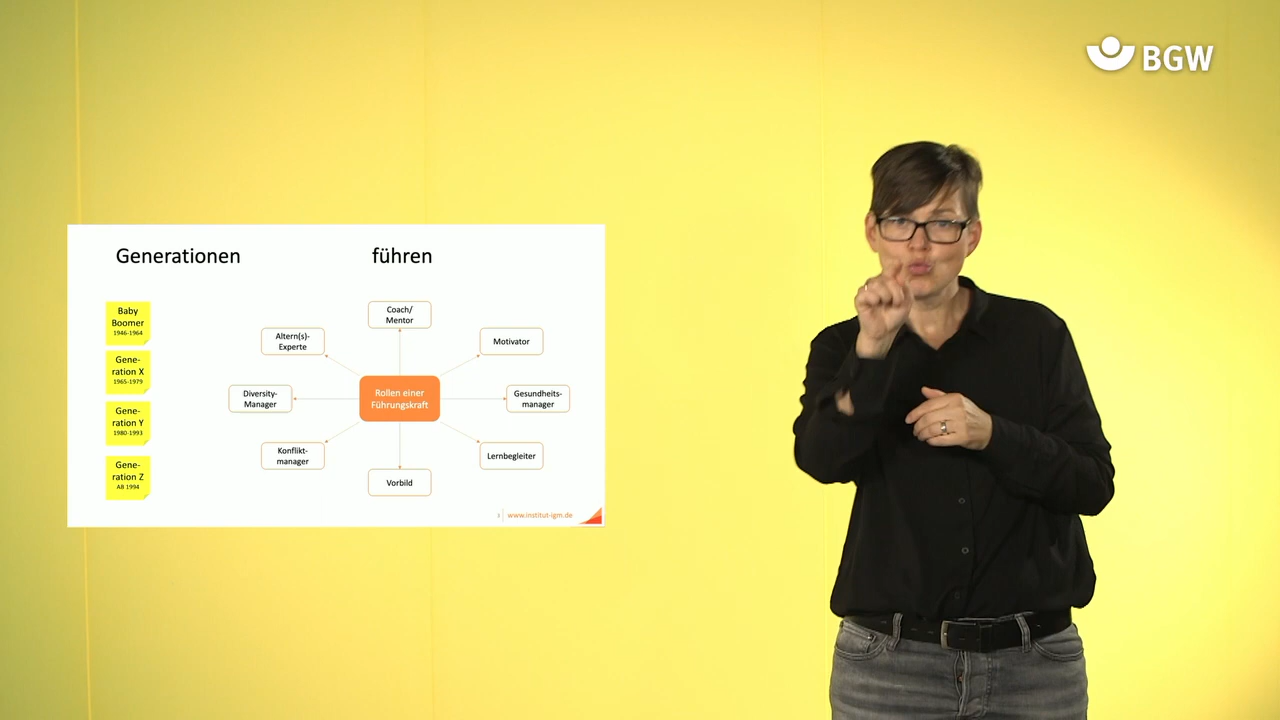 BGW
Generationen führen
Baby
Boomer
1946-1964
Gene-
ration X
1965-1979
Gene-
ration Y
1980-1993
Gene-
ration Z
AB 1994
Coach/
Mentor
Altern(s)-
Experte
Motivator
Diversity-
Manager
Rollen einer
Führungskraft
Gesundheits-
manager
Konflikt-
manager
Lernbegleiter
Vorbild
3 | www.institut-igm.de